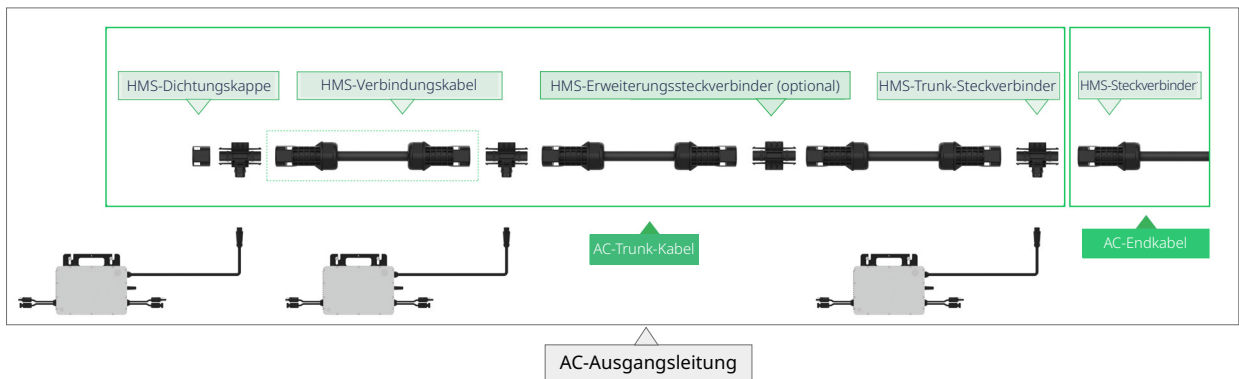 HMS-Dichtungskappe
HMS-Verbindungskabel
HMS-Erweiterungssteckverbinder (optional)
HMS-Trunk-Steckverbinder
HMS-Steckverbinder
AC-Trunk-Kabel
AC-Endkabel
AC-Ausgangsleitung